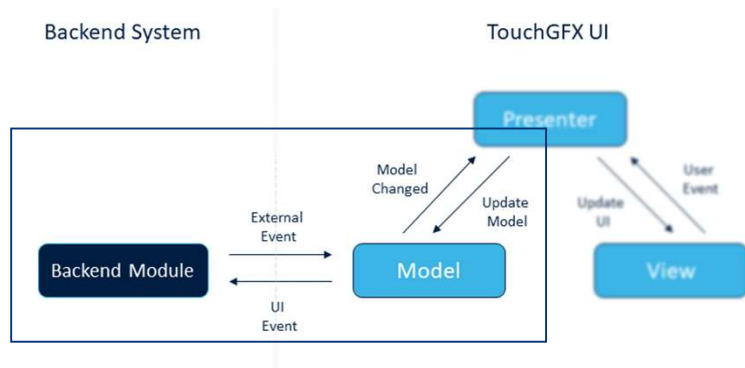 Backend System
TouchGFX UI
Presenter
Model
Changed
User
Event
Update
Model
Update
UI
External
Event
Backend Module
Model
View
UI
Event